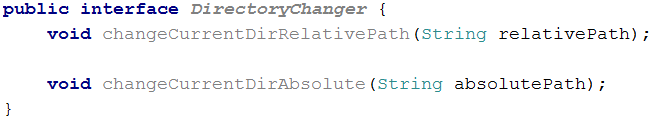 public interface DirectoryChanger {
void changeCurrentDirRelativePath(String relativePath);
void changeCurrentDirAbsolute(String absolutePath);
}